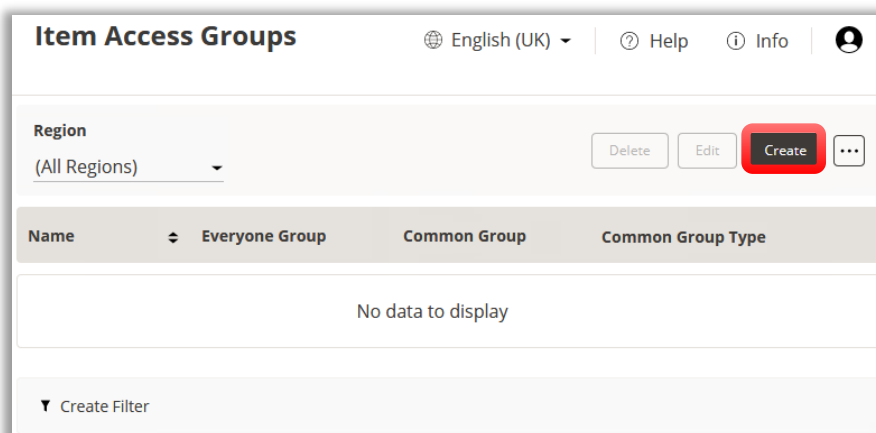 Item Access Groups English (UK) Help Info
Region
(All Regions)
Delete Edit Create ...
Name Everyone Group Common Group Common Group Type
No data to display
Create Filter